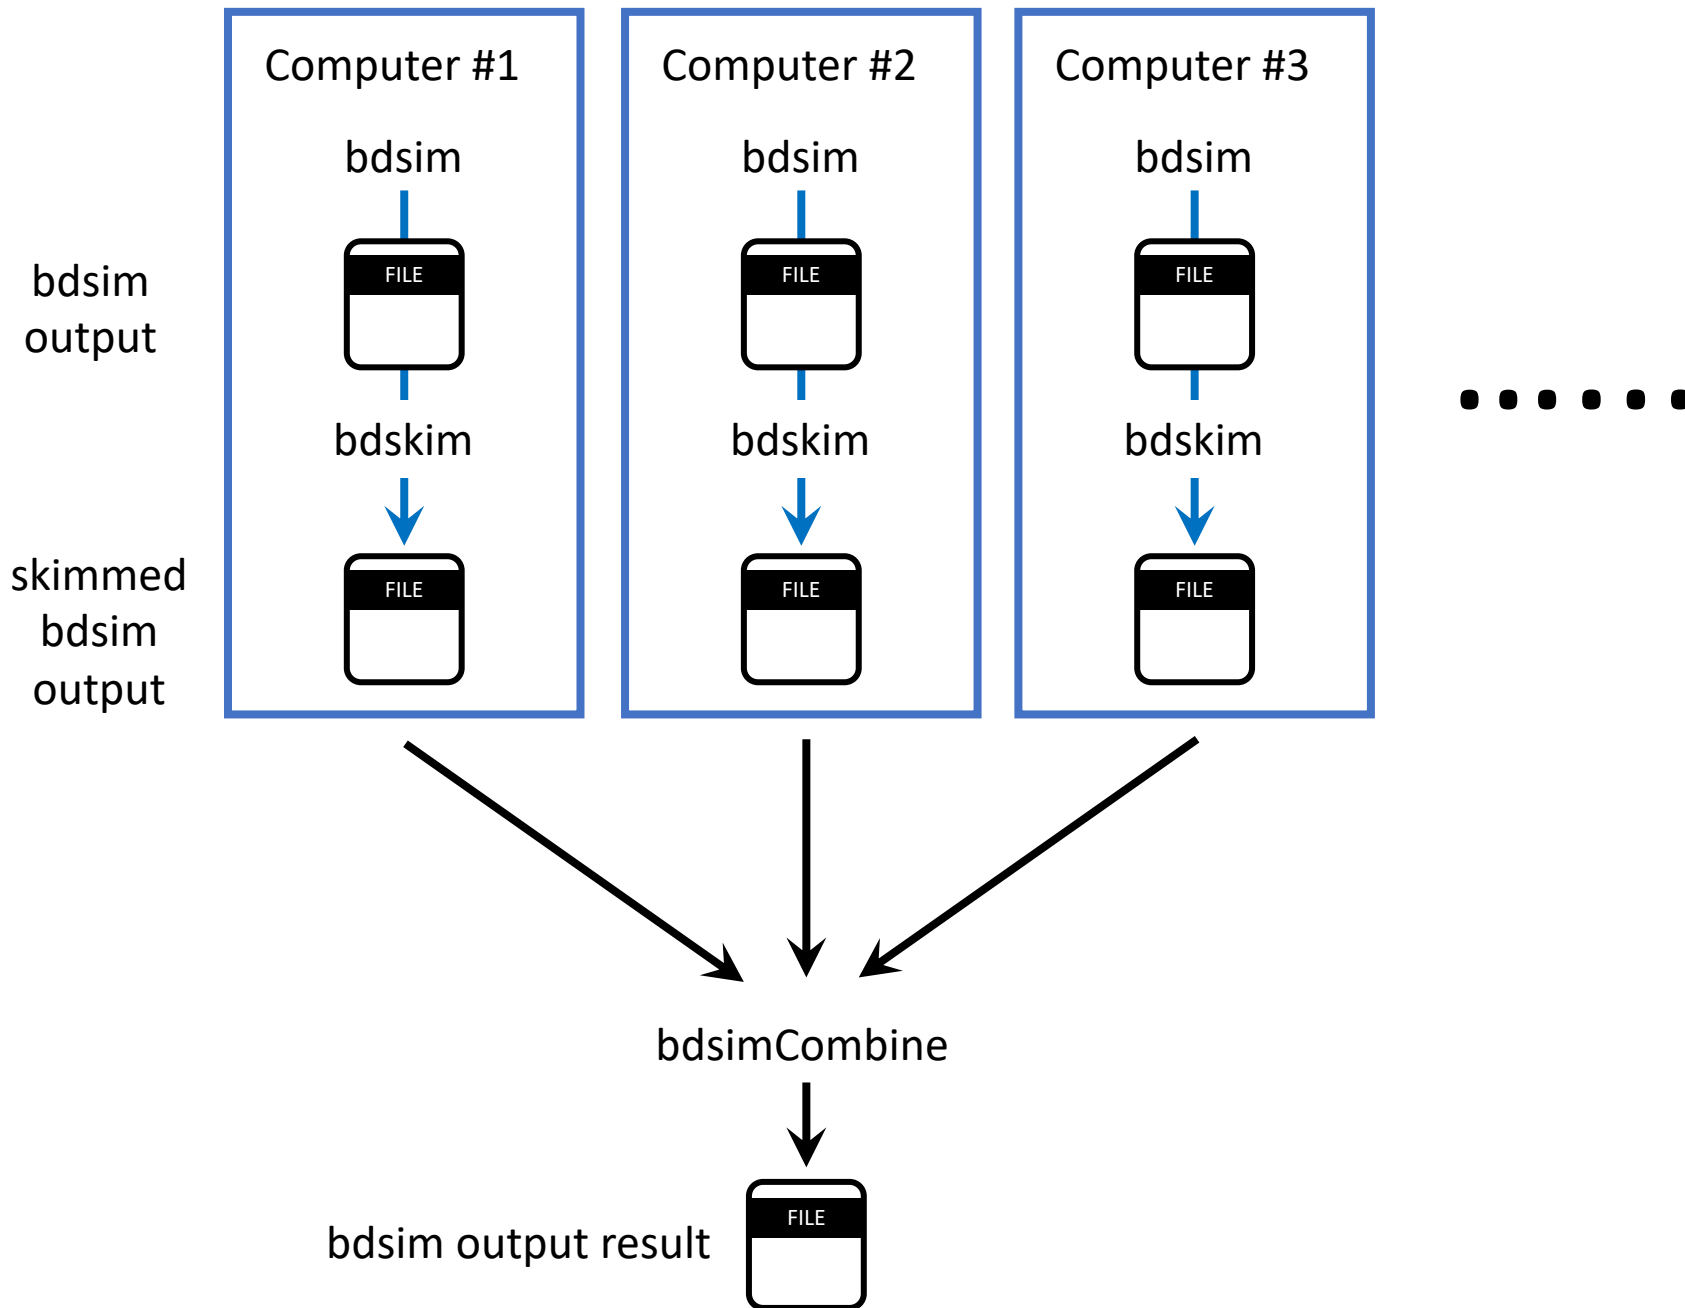 Computer #1
Computer #2
Computer #3
bdsim
bdsim
bdsim
bdsim
output
FILE
FILE
FILE
bdskim
bdskim
bdskim
skimmed
bdsim
output
FILE
FILE
FILE
bdsimCombine
bdsim output result
FILE